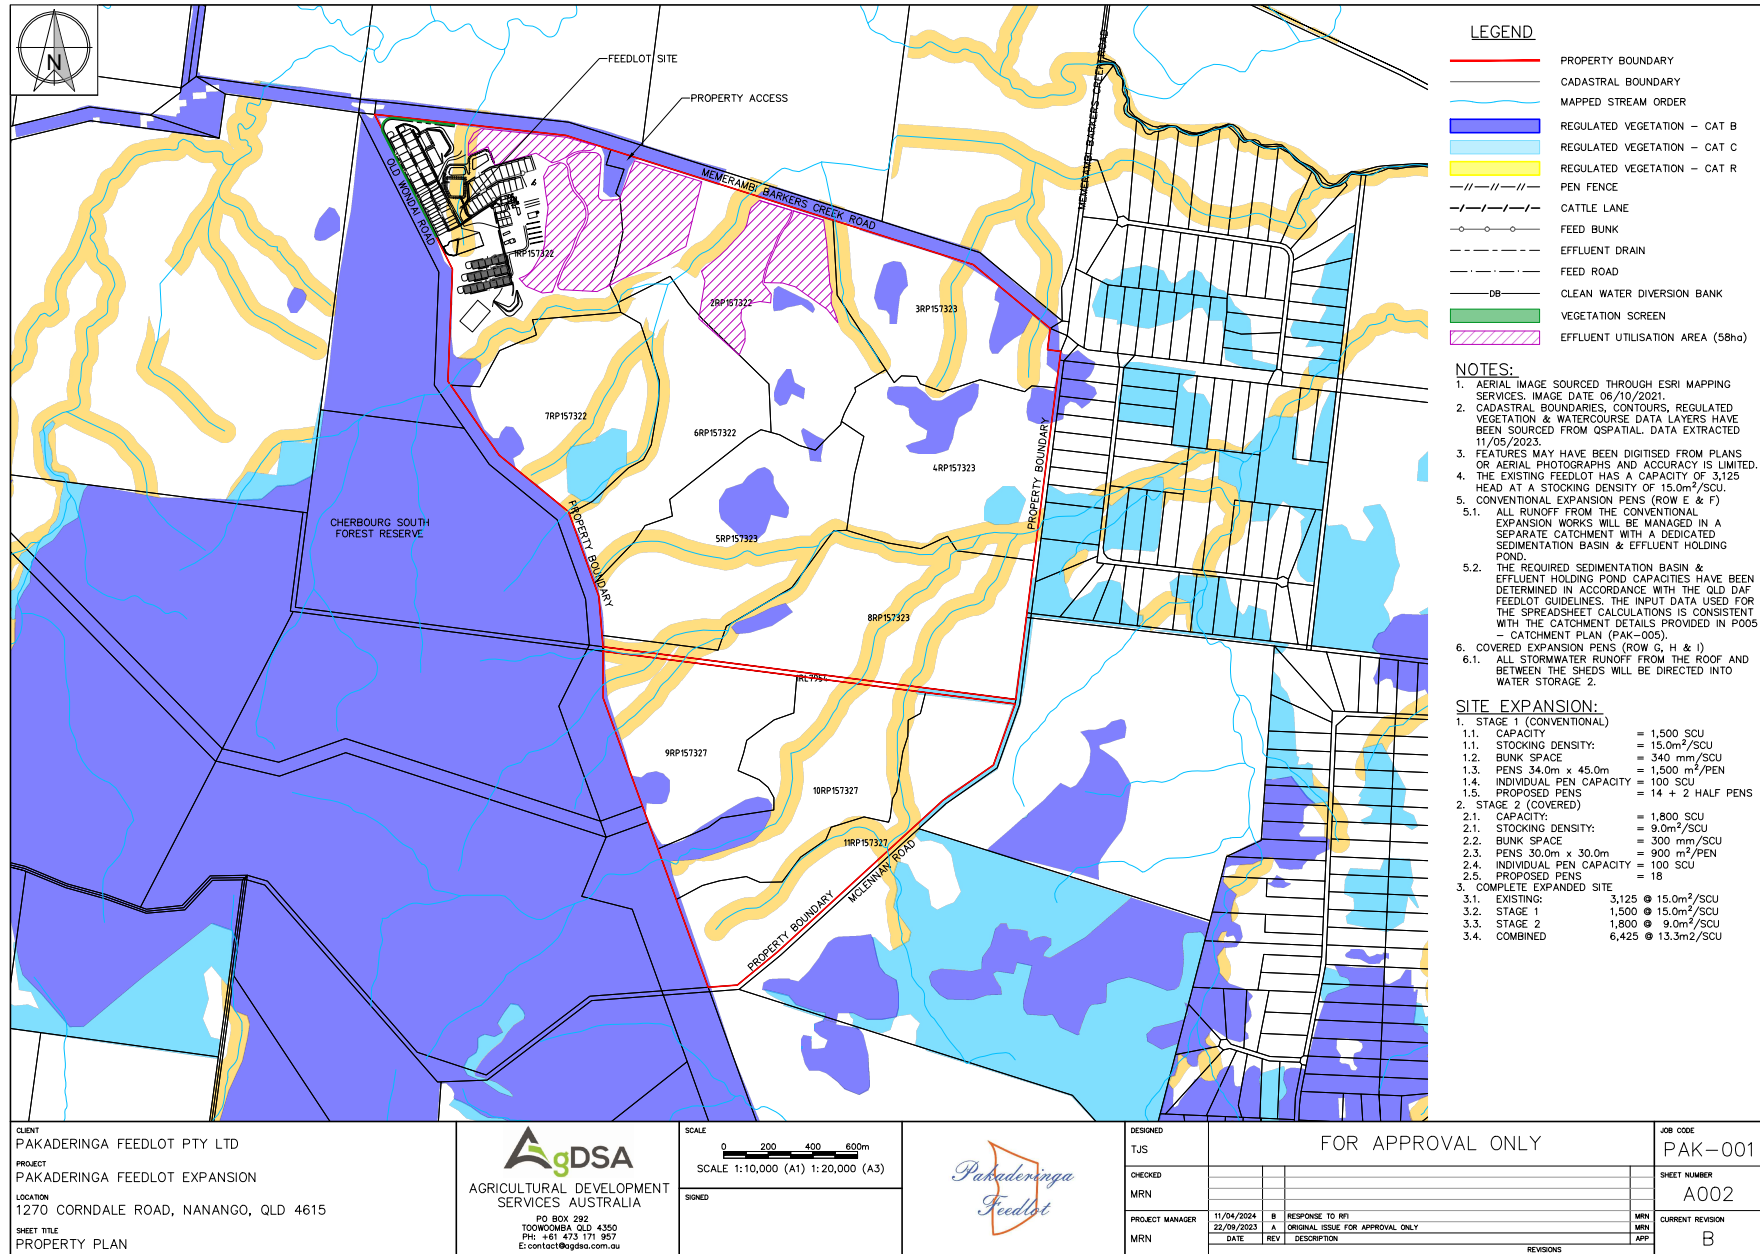 N
FEEDLOT SITE
PROPERTY ACCESS
MEMERAMBI BARKERS CREEK ROAD
OLD WONDAI ROAD
MEMERAMBI BARKERS CREEK ROAD
1RP157322
2RP157322
3RP157323
7RP157322
6RP157322
4RP157323
CHERBOURG SOUTH
FOREST RESERVE
5RP157323
PROPERTY BOUNDARY
PROPERTY BOUNDARY
8RP157323
9RP157327
10RP157327
11RP157327
PROPERTY BOUNDARY
MCLENNAN ROAD
LEGEND
PROPERTY BOUNDARY
CADASTRAL BOUNDARY
MAPPED STREAM ORDER
REGULATED VEGETATION - CAT B
REGULATED VEGETATION - CAT C
REGULATED VEGETATION - CAT R
PEN FENCE
CATTLE LANE
FEED BUNK
EFFLUENT DRAIN
FEED ROAD
DB CLEAN WATER DIVERSION BANK
VEGETATION SCREEN
EFFLUENT UTILISATION AREA (58ha)
NOTES:
1. AERIAL IMAGE SOURCED THROUGH ESRI MAPPING
SERVICES. IMAGE DATE 06/10/2021.
2. CADASTRAL BOUNDARIES, CONTOURS, REGULATED
VEGETATION & WATERCOURSE DATA LAYERS HAVE
BEEN SOURCED FROM QSPATIAL. DATA EXTRACTED
11/05/2023.
3. FEATURES MAY HAVE BEEN DIGITISED FROM PLANS
OR AERIAL PHOTOGRAPHS AND ACCURACY IS LIMITED.
4. THE EXISTING FEEDLOT HAS A CAPACITY OF 3,125
HEAD AT A STOCKING DENSITY OF 15.0m²/SCU.
5. CONVENTIONAL EXPANSION PENS (ROW E & F)
5.1. ALL RUNOFF FROM THE CONVENTIONAL
EXPANSION WORKS WILL BE MANAGED IN A
SEPARATE CATCHMENT WITH A DEDICATED
SEDIMENTATION BASIN & EFFLUENT HOLDING
POND.
5.2. THE REQUIRED SEDIMENTATION BASIN &
EFFLUENT HOLDING POND CAPACITIES HAVE BEEN
DETERMINED IN ACCORDANCE WITH THE QLD DAF
FEEDLOT GUIDELINES. THE INPUT DATA USED FOR
THE SPREADSHEET CALCULATIONS IS CONSISTENT
WITH THE CATCHMENT DETAILS PROVIDED IN P005
- CATCHMENT PLAN (PAK-005).
6. COVERED EXPANSION PENS (ROW G, H & I)
6.1. ALL STORMWATER RUNOFF FROM THE ROOF AND
BETWEEN THE SHEDS WILL BE DIRECTED INTO
WATER STORAGE 2.
SITE EXPANSION:
1. STAGE 1 (CONVENTIONAL)
1.1. CAPACITY = 1,500 SCU
1.1. STOCKING DENSITY: = 15.0m²/SCU
1.2. BUNK SPACE = 340 mm/SCU
1.3. PENS 34.0m x 45.0m = 1,500 m²/PEN
1.4. INDIVIDUAL PEN CAPACITY = 100 SCU
1.5. PROPOSED PENS = 14 + 2 HALF PENS
2. STAGE 2 (COVERED)
2.1. CAPACITY: = 1,800 SCU
2.1. STOCKING DENSITY: = 9.0m²/SCU
2.2. BUNK SPACE = 300 mm/SCU
2.3. PENS 30.0m x 30.0m = 900 m²/PEN
2.4. INDIVIDUAL PEN CAPACITY = 100 SCU
2.5. PROPOSED PENS = 18
3. COMPLETE EXPANDED SITE
3.1. EXISTING: 3,125 @ 15.0m²/SCU
3.2. STAGE 1 1,500 @ 15.0m²/SCU
3.3. STAGE 2 1,800 @ 9.0m²/SCU
3.4. COMBINED 6,425 @ 13.3m2/SCU
CLIENT
PAKADERINGA FEEDLOT PTY LTD
PROJECT
PAKADERINGA FEEDLOT EXPANSION
LOCATION
1270 CORNDALE ROAD, NANANGO, QLD 4615
SHEET TITLE
PROPERTY PLAN
AgDSA
AGRICULTURAL DEVELOPMENT
SERVICES AUSTRALIA
PO BOX 292
TOOWOOMBA QLD 4350
PH: +61 473 171 957
E:contact@agdsa.com.au
SCALE
0 200 400 600m
SCALE 1:10,000 (A1) 1:20,000 (A3)
SIGNED
Pakaderinga
Feedlot
DESIGNED
TJS
CHECKED
MRN
PROJECT MANAGER
MRN
FOR APPROVAL ONLY
11/04/2024 B RESPONSE TO RFI MRN
22/09/2023 A ORIGINAL ISSUE FOR APPROVAL ONLY MRN
DATE REV DESCRIPTION APP
REVISIONS
JOB CODE
PAK-001
SHEET NUMBER
A002
CURRENT REVISION
B